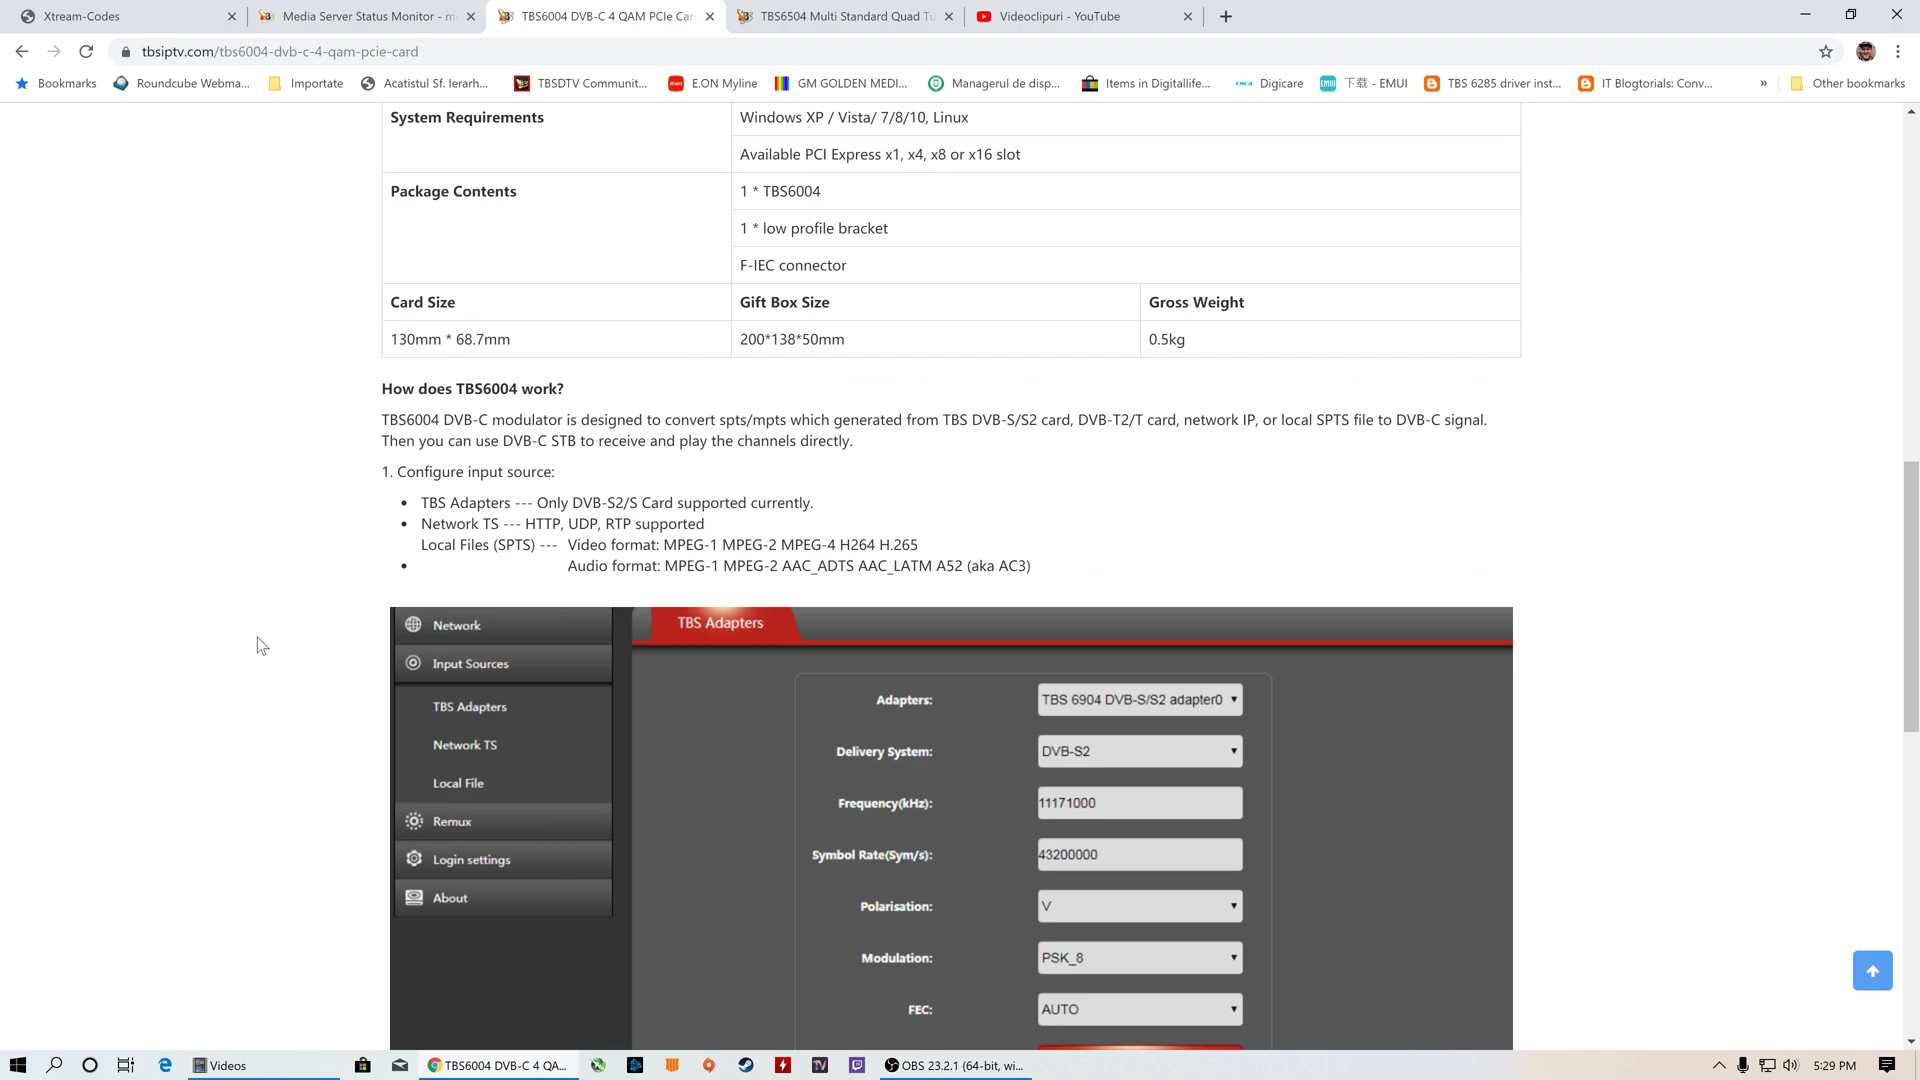 Xtream-Codes
Media Server Status Monitor - m
TBS6004 DVB-C 4 QAM PCIe Car
TBS6504 Multi Standard Quad Tu
Videoclipuri - YouTube
tbsiptv.com/tbs6004-dvb-c-4-qam-pcie-card
Bookmarks
Roundcube Webma...
Importate
Acatistul Sf. Ierarh...
TBSDTV Communit...
E.ON Myline
GM GOLDEN MEDI...
Managerul de disp...
Items in Digitallife...
Digicare
下载 - EMUI
TBS 6285 driver inst...
IT Blogtorials: Conv...
»
Other bookmarks
System Requirements
Windows XP / Vista/ 7/8/10, Linux
Available PCI Express x1, x4, x8 or x16 slot
Package Contents
1 * TBS6004
1 * low profile bracket
F-IEC connector
Card Size
Gift Box Size
Gross Weight
130mm * 68.7mm
200*138*50mm
0.5kg
How does TBS6004 work?
TBS6004 DVB-C modulator is designed to convert spts/mpts which generated from TBS DVB-S/S2 card, DVB-T2/T card, network IP, or local SPTS file to DVB-C signal.
Then you can use DVB-C STB to receive and play the channels directly.
1. Configure input source:
• TBS Adapters --- Only DVB-S2/S Card supported currently.
• Network TS --- HTTP, UDP, RTP supported
Local Files (SPTS) --- Video format: MPEG-1 MPEG-2 MPEG-4 H264 H.265
• Audio format: MPEG-1 MPEG-2 AAC_ADTS AAC_LATM A52 (aka AC3)
Network
Input Sources
TBS Adapters
Network TS
Local File
Remux
Login settings
About
TBS Adapters
Adapters:
TBS 6904 DVB-S/S2 adapter0
Delivery System:
DVB-S2
Frequency(kHz):
11171000
Symbol Rate(Sym/s):
43200000
Polarisation:
V
Modulation:
PSK_8
FEC:
AUTO
Videos
TBS6004 DVB-C 4 QA...
OBS 23.2.1 (64-bit, wi...
5:29 PM